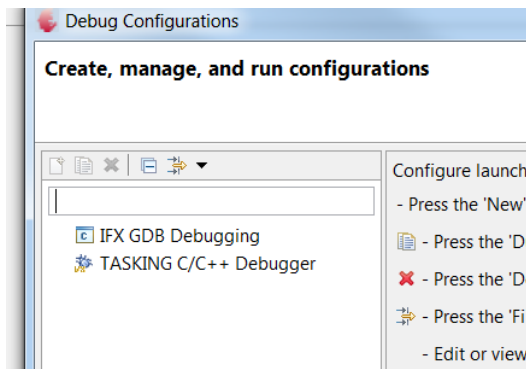 Debug Configurations
Create, manage, and run configurations
Configure launch
- Press the 'New'
IFX GDB Debugging
- Press the 'D
TASKING C/C++ Debugger
- Press the 'D
- Press the 'Fi
- Edit or view